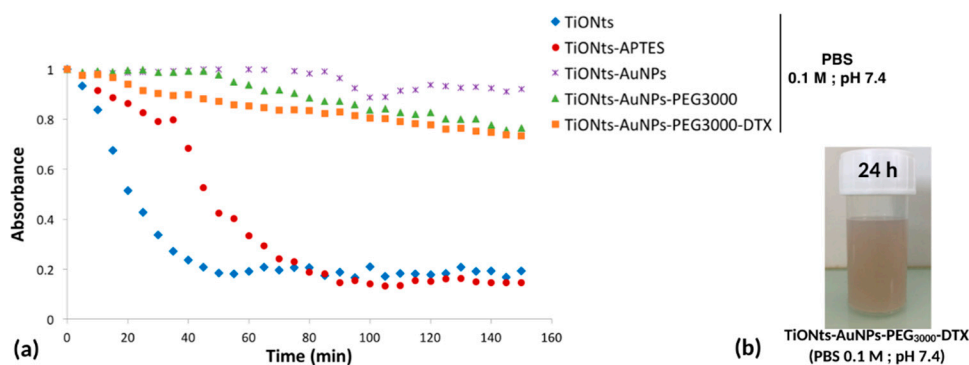 TiONts
TiONts-APTES
TiONts-AuNPs
TiONts-AuNPs-PEG3000
TiONts-AuNPs-PEG3000-DTX
PBS
0.1 M ; pH 7.4
1
0.8
0.6
0.4
0.2
0
Absorbance
0 20 40 60 80 100 120 140 160
Time (min)
(a)
24 h
(b)
TiONts-AuNPs-PEG3000-DTX
(PBS 0.1 M ; pH 7.4)